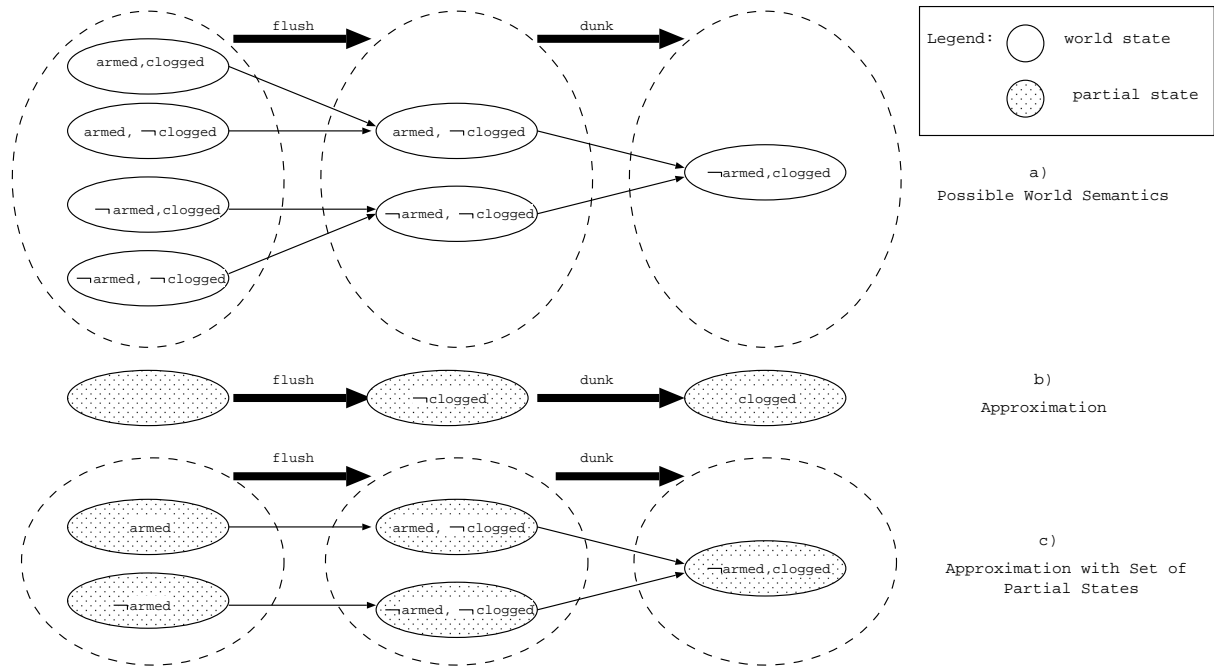 flush
dunk
armed,clogged
armed, ¬clogged
¬armed,clogged
¬armed, ¬clogged
armed, ¬clogged
¬armed, ¬clogged
¬armed,clogged
Legend:
world state
partial state
a)
Possible World Semantics
flush
dunk
¬clogged
clogged
b)
Approximation
flush
dunk
armed
¬armed
armed, ¬clogged
¬armed, ¬clogged
¬armed,clogged
c)
Approximation with Set of
Partial States